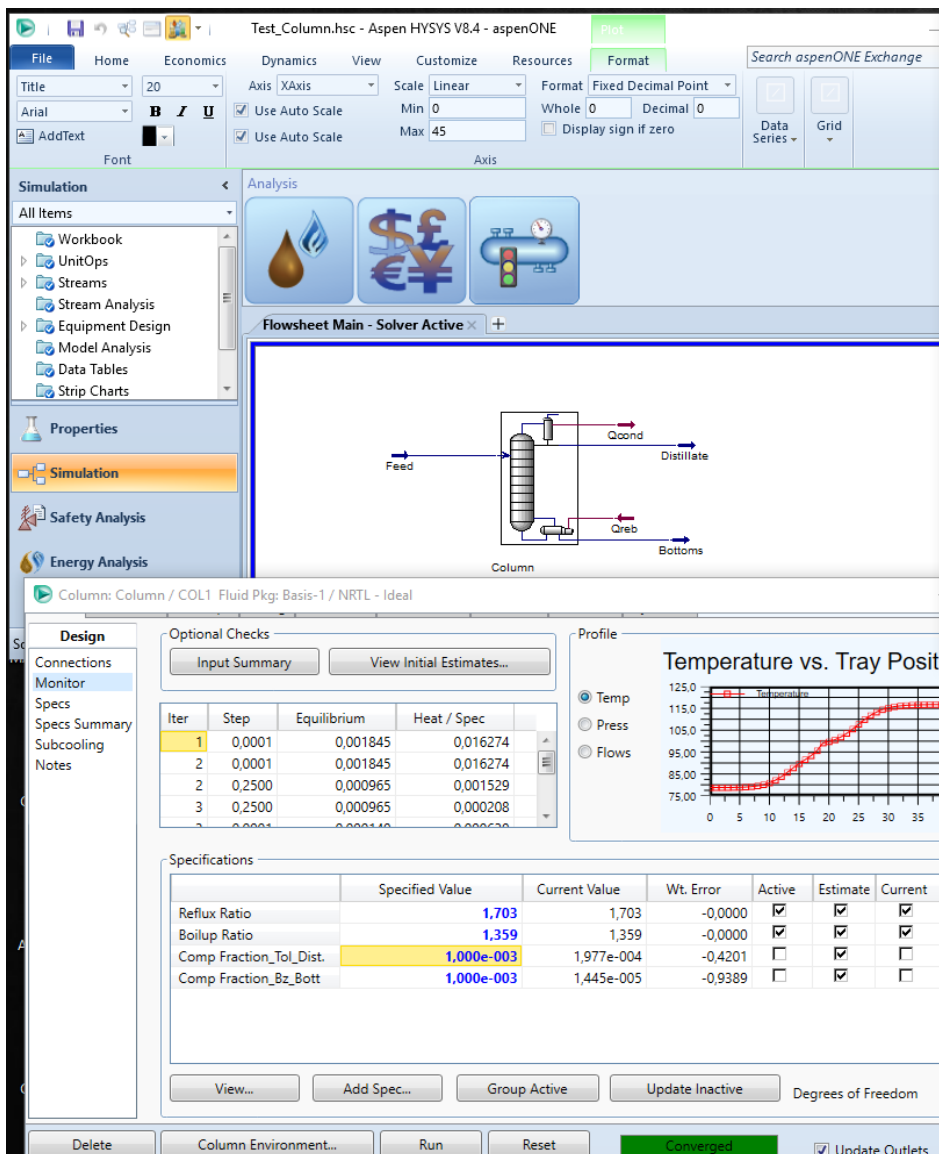 Test_Column.hsc - Aspen HYSYS V8.4 - aspenONE
Plot
File Home Economics Dynamics View Customize Resources Format Search aspenONE Exchange
Title 20 Axis XAxis Scale Linear Format Fixed Decimal Point
Arial B I U Use Auto Scale Min 0 Whole 0 Decimal 0
AddText Use Auto Scale Max 45 Display sign if zero Data Series Grid
Font Axis
Simulation < Analysis
All Items
Workbook
UnitOps
Streams
Stream Analysis
Equipment Design
Model Analysis
Data Tables
Strip Charts
Flowsheet Main - Solver Active
Properties
Simulation
Safety Analysis
Energy Analysis
Feed
Qcond
Distillate
Qreb
Bottoms
Column
Column: Column / COL1 Fluid Pkg: Basis-1 / NRTL - Ideal
Design
Connections
Monitor
Specs
Specs Summary
Subcooling
Notes
Optional Checks
Input Summary View Initial Estimates...
Iter Step Equilibrium Heat / Spec
1 0,0001 0,001845 0,016274
2 0,0001 0,001845 0,016274
2 0,2500 0,000965 0,001529
3 0,2500 0,000965 0,000208
Profile
Temp
Press
Flows
Temperature vs. Tray Posit
Temperature
125,0
115,0
105,0
95,00
85,00
75,00
0 5 10 15 20 25 30 35
Specifications
Specified Value Current Value Wt. Error Active Estimate Current
Reflux Ratio 1,703 1,703 -0,0000
Boilup Ratio 1,359 1,359 -0,0000
Comp Fraction_Tol_Dist. 1,000e-003 1,977e-004 -0,4201
Comp Fraction_Bz_Bott 1,000e-003 1,445e-005 -0,9389
View... Add Spec... Group Active Update Inactive Degrees of Freedom
Delete Column Environment... Run Reset Converged Update Outlets